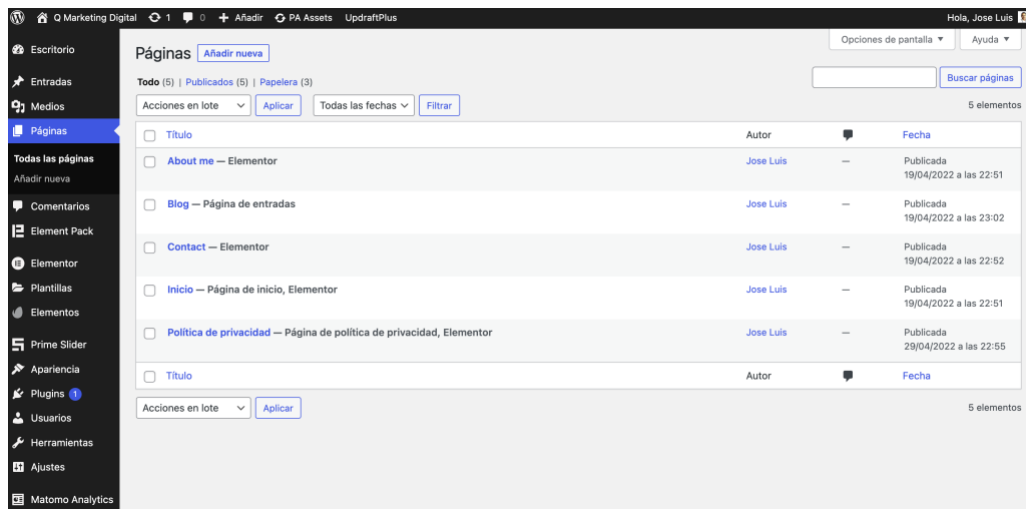 Q Marketing Digital 1 0 Añadir PA Assets UpdraftPlus Hola, Jose Luis
Escritorio
Entradas
Medios
Páginas
Todas las páginas
Añadir nueva
Comentarios
Element Pack
Elementor
Plantillas
Elementos
Prime Slider
Apariencia
Plugins 1
Usuarios
Herramientas
Ajustes
Matomo Analytics
Opciones de pantalla ▼ Ayuda ▼
Páginas Añadir nueva
Todo (5) | Publicados (5) | Papelera (3)
Buscar páginas
Acciones en lote Aplicar Todas las fechas Filtrar 5 elementos
Título Autor Fecha
About me — Elementor Jose Luis — Publicada
19/04/2022 a las 22:51
Blog — Página de entradas Jose Luis — Publicada
19/04/2022 a las 23:02
Contact — Elementor Jose Luis — Publicada
19/04/2022 a las 22:52
Inicio — Página de inicio, Elementor Jose Luis — Publicada
19/04/2022 a las 22:51
Política de privacidad — Página de política de privacidad, Elementor Jose Luis — Publicada
29/04/2022 a las 22:55
Título Autor Fecha
Acciones en lote Aplicar 5 elementos